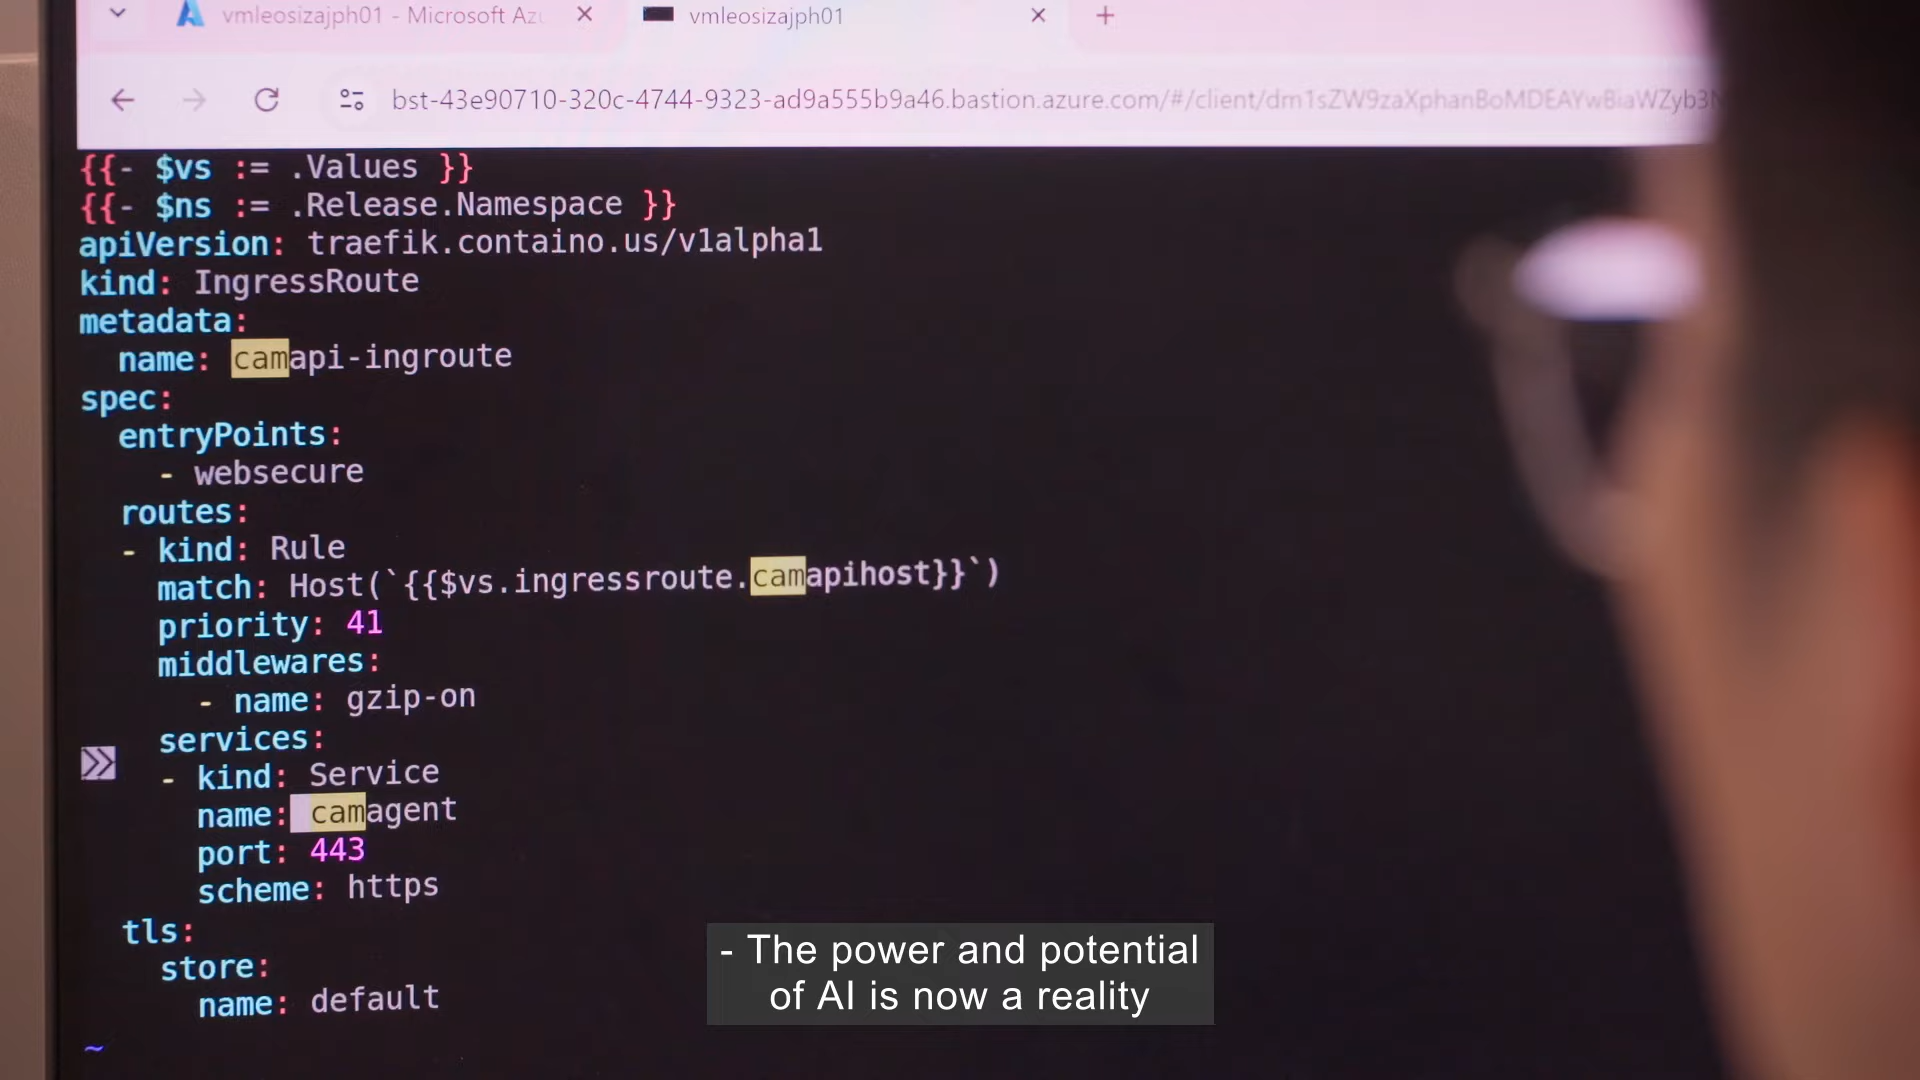 vmleosizajph01 - Microsoft Az
vmleosizajph01
bst-43e90710-320c-4744-9323-ad9a555b9a46.bastion.azure.com/#/client/dm1sZW9zaXphanBoMDEAYwBiaWZyb3N
{{- $vs := .Values }}
{{- $ns := .Release.Namespace }}
apiVersion: traefik.containo.us/v1alpha1
kind: IngressRoute
metadata:
  name: camapi-ingroute
spec:
  entryPoints:
    - websecure
  routes:
  - kind: Rule
    match: Host(`{{$vs.ingressroute.camapihost}}`)
    priority: 41
    middlewares:
      - name: gzip-on
    services:
    - kind: Service
      name: camagent
      port: 443
      scheme: https
  tls:
    store:
      name: default
~
- The power and potential
of AI is now a reality